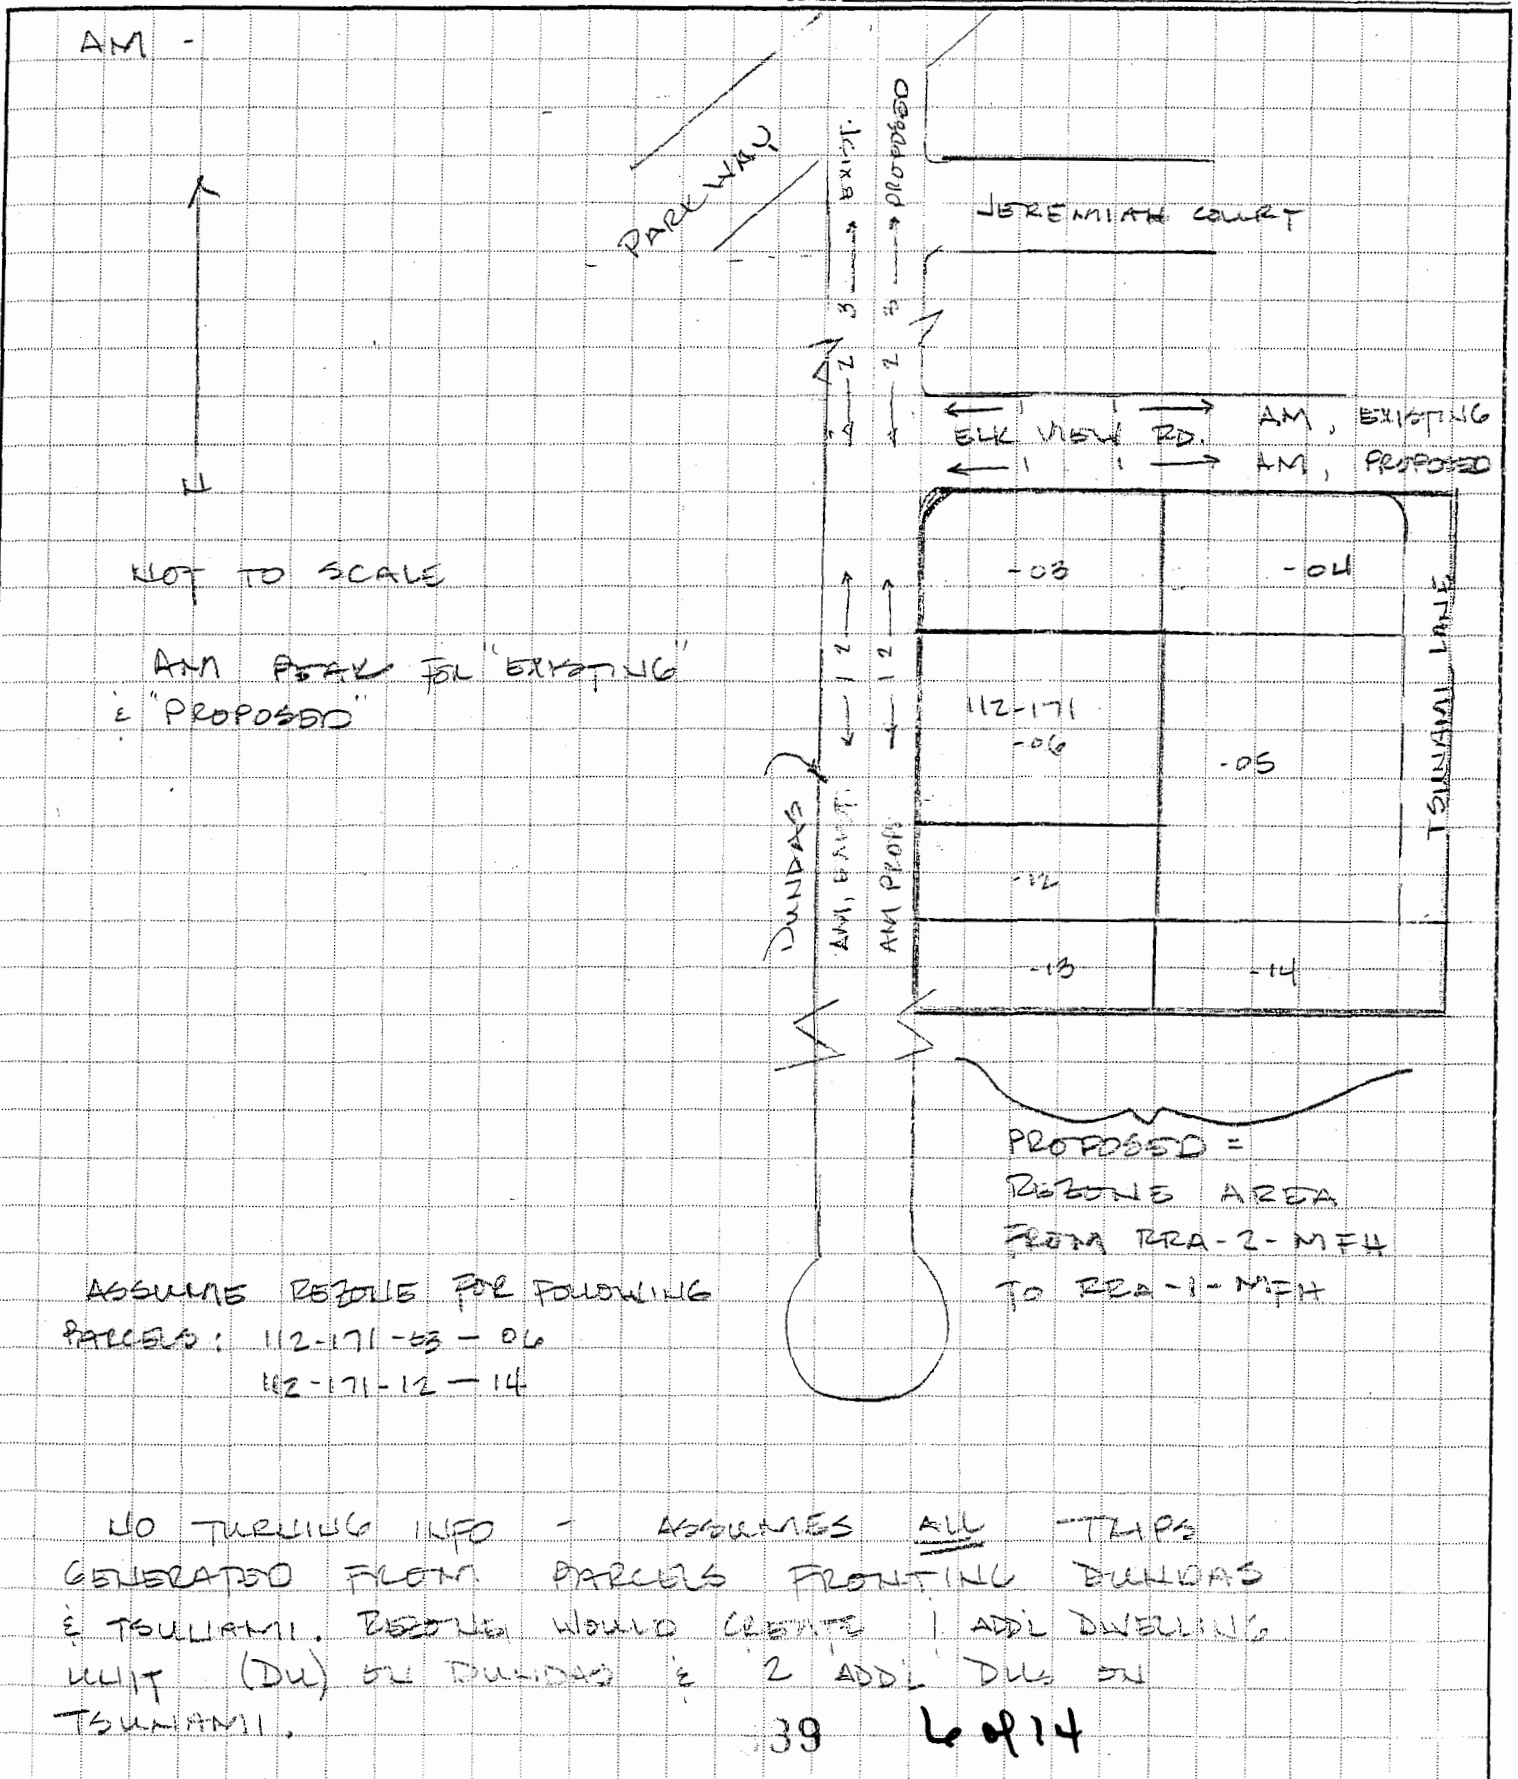 AM -
PARKWAY
EXIST.
PROPOSED
3
3
JEREMIAH COURT
2
2
1 1 AM, EXISTING
ELK VIEW RD.
1 1 AM, PROPOSED
N
NOT TO SCALE
AM PEAK FOR "EXISTING"
& "PROPOSED"
1 2
1 2
DUNDAS
AM, EXIST.
AM PROP.
-03
-04
112-171
-06
-05
-12
-13
-14
TSUNAMI LANE
PROPOSED =
REZONE AREA
FROM RRA-2-MFH
TO RRA-1-MFH
ASSUME REZONE FOR FOLLOWING
PARCELS: 112-171-03 - 06
112-171-12 - 14
NO TURNING INFO - ASSUMES ALL TRIPS
GENERATED FROM PARCELS FRONTING DUNDAS
& TSUNAMI. REZONE WOULD CREATE 1 ADD'L DWELLING
UNIT (DU) ON DUNDAS & 2 ADD'L DUS ON
TSUNAMI.
39
6 of 14